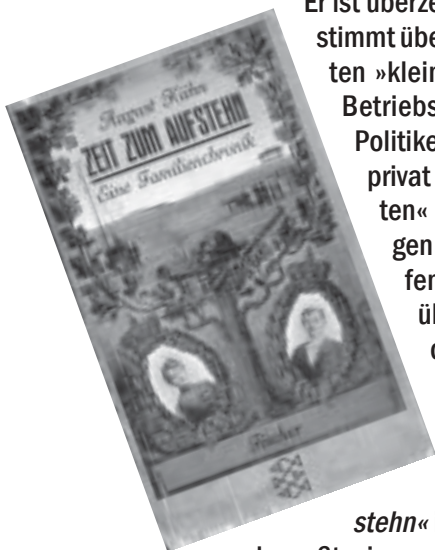 August Kühn
ZEIT ZUM AUFSTEHN
Eine Familienchronik
Fischer
Er ist überze
stimmt übe
ten »klein
Betriebs
Politike
privat
ten«
gen
fer
stehn«